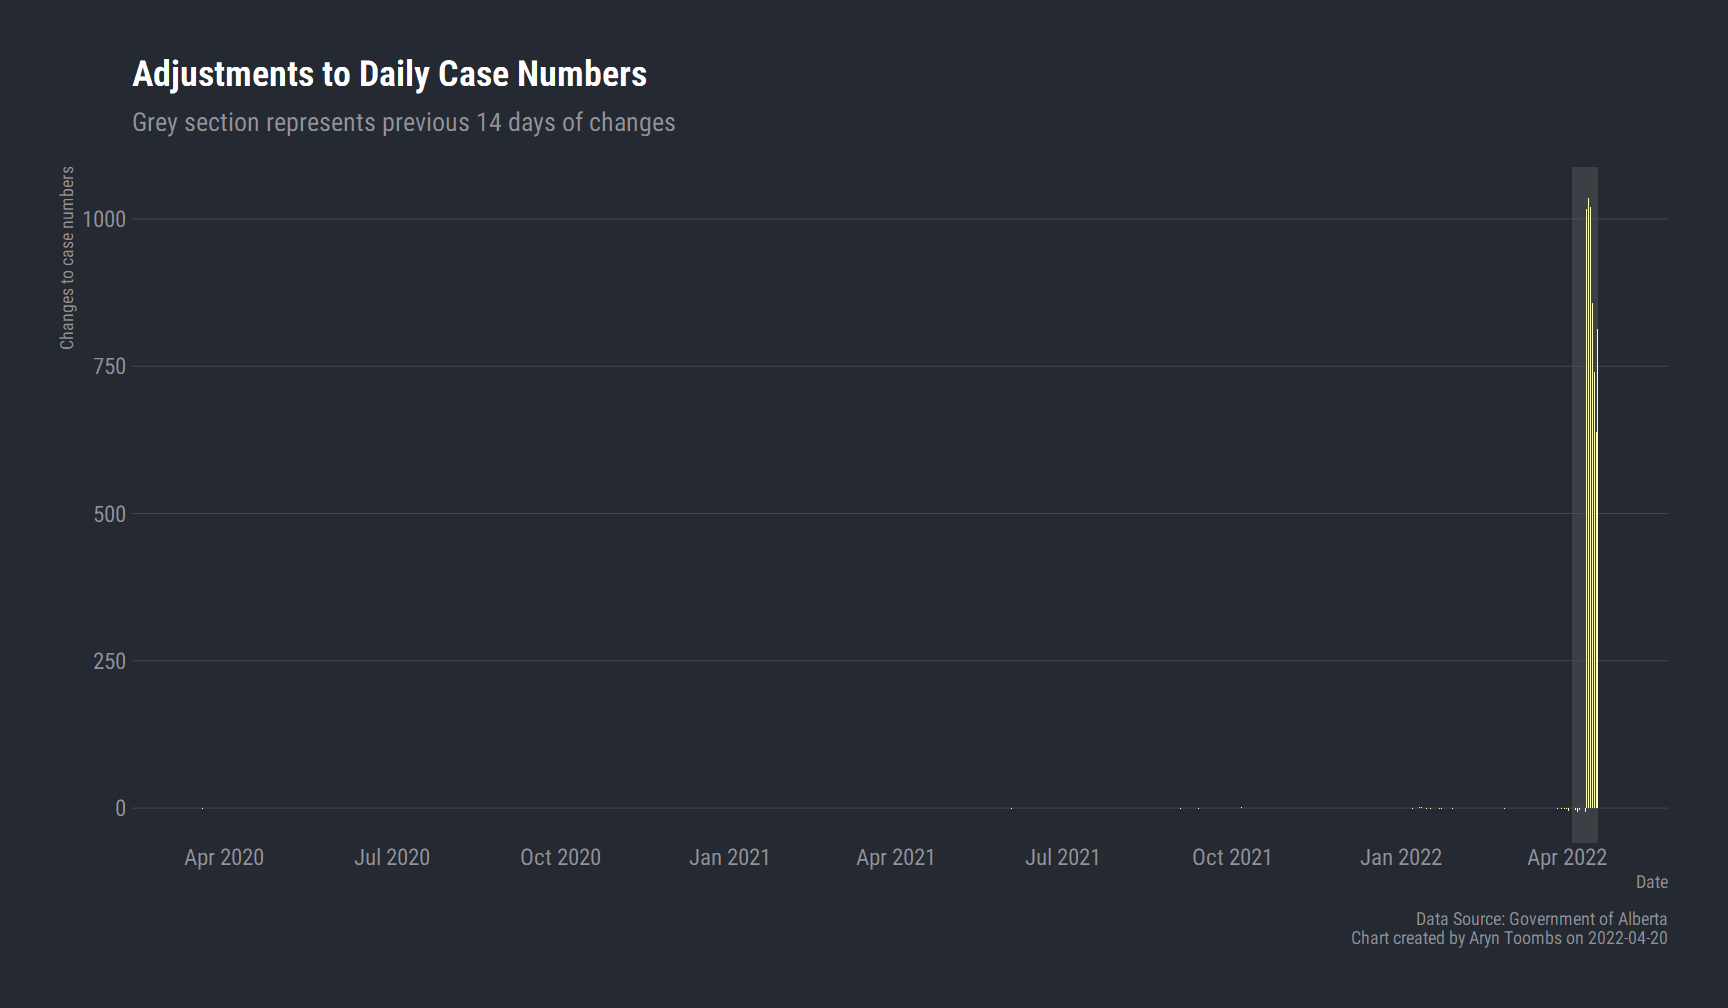 Adjustments to Daily Case Numbers
Grey section represents previous 14 days of changes
Changes to case numbers
1000
750
500
250
0
Apr 2020
Jul 2020
Oct 2020
Jan 2021
Apr 2021
Jul 2021
Oct 2021
Jan 2022
Apr 2022
Date
Data Source: Government of Alberta
Chart created by Aryn Toombs on 2022-04-20